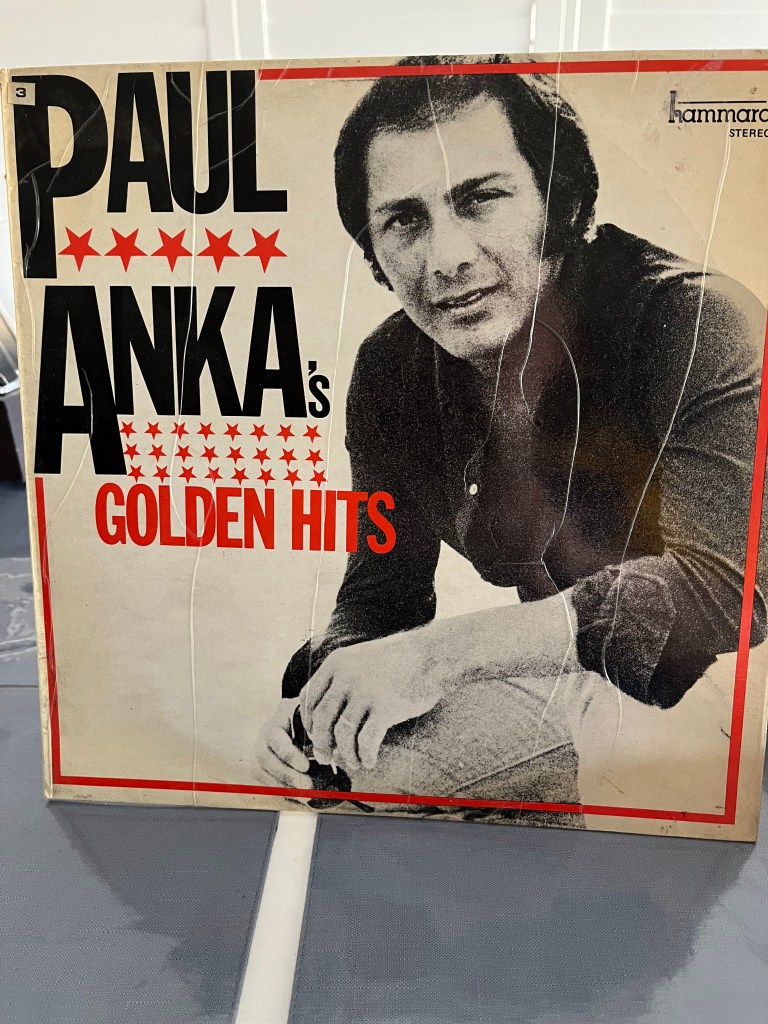 3
PAUL
ANKA's
GOLDEN HITS
hammard
STEREO